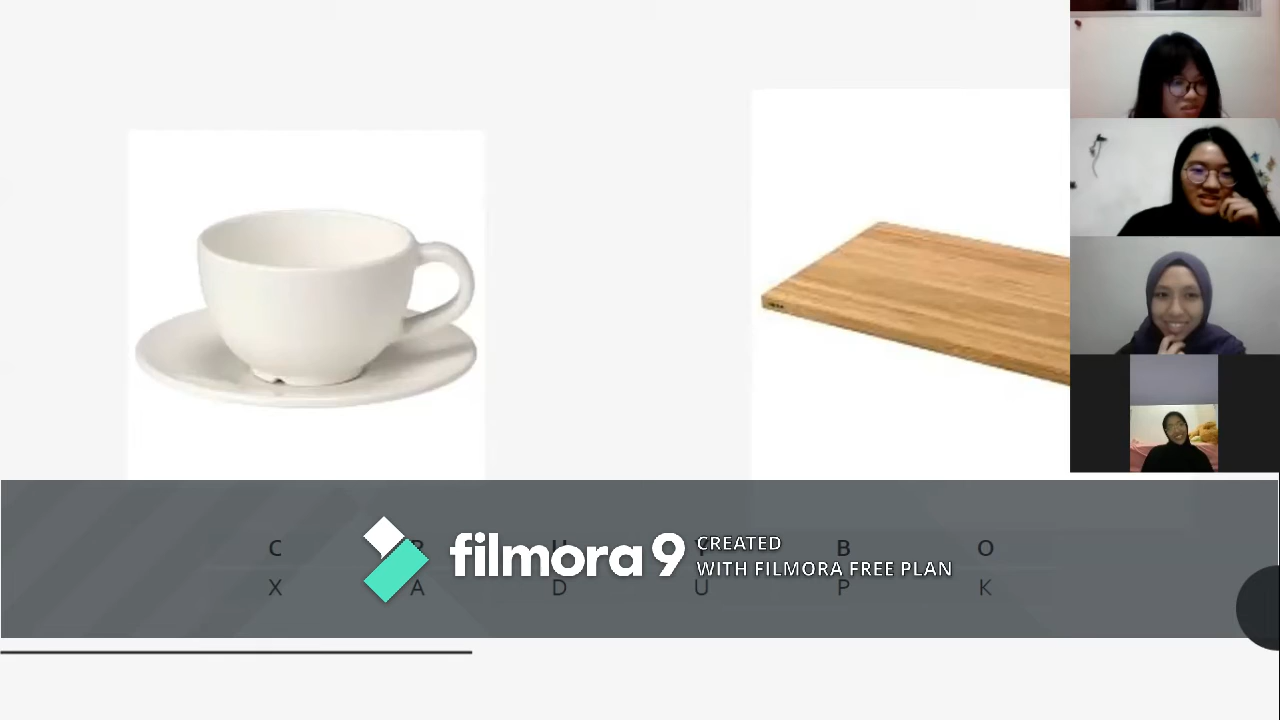 C B O
X A D U P K
filmora 9
CREATED
WITH FILMORA FREE PLAN